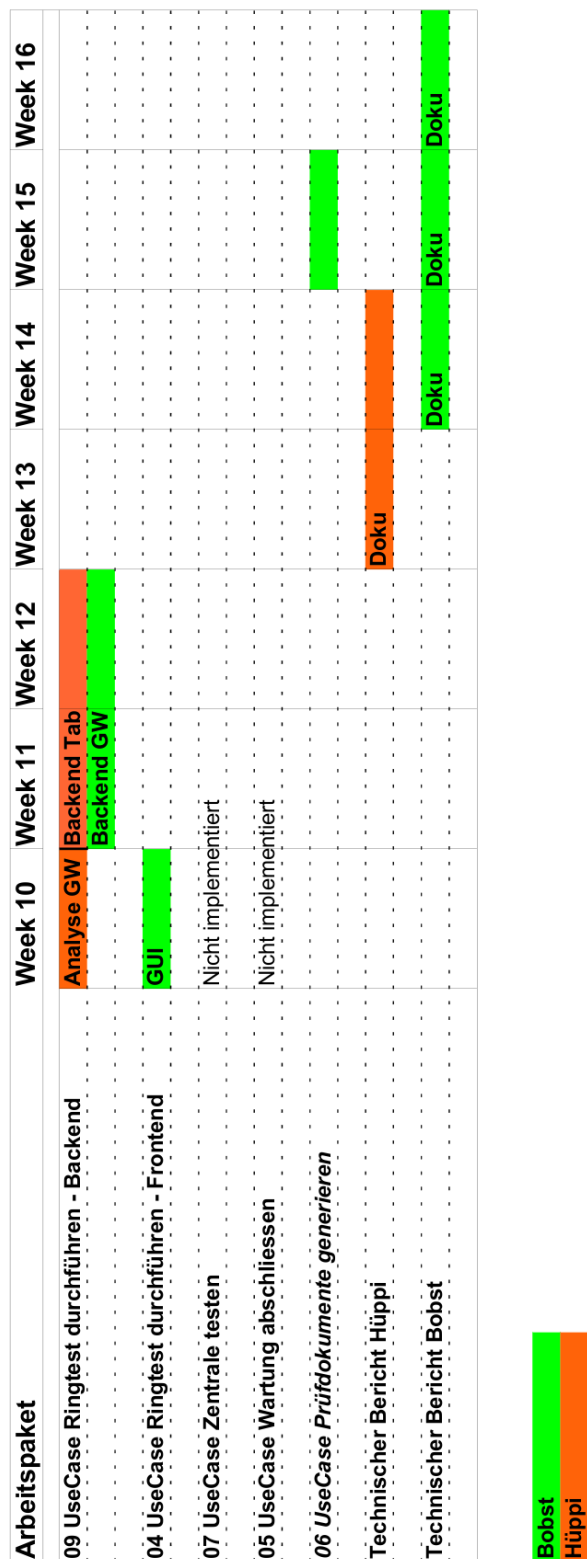 Arbeitspaket Week 10 Week 11 Week 12 Week 13 Week 14 Week 15 Week 16
09 UseCase Ringtest durchführen - Backend Analyse GW Backend Tab
Backend GW
04 UseCase Ringtest durchführen - Frontend GUI
07 UseCase Zentrale testen Nicht implementiert
05 UseCase Wartung abschliessen Nicht implementiert
06 UseCase Prüfdokumente generieren
Technischer Bericht Hüppi Doku
Technischer Bericht Bobst Doku Doku Doku
Bobst
Hüppi